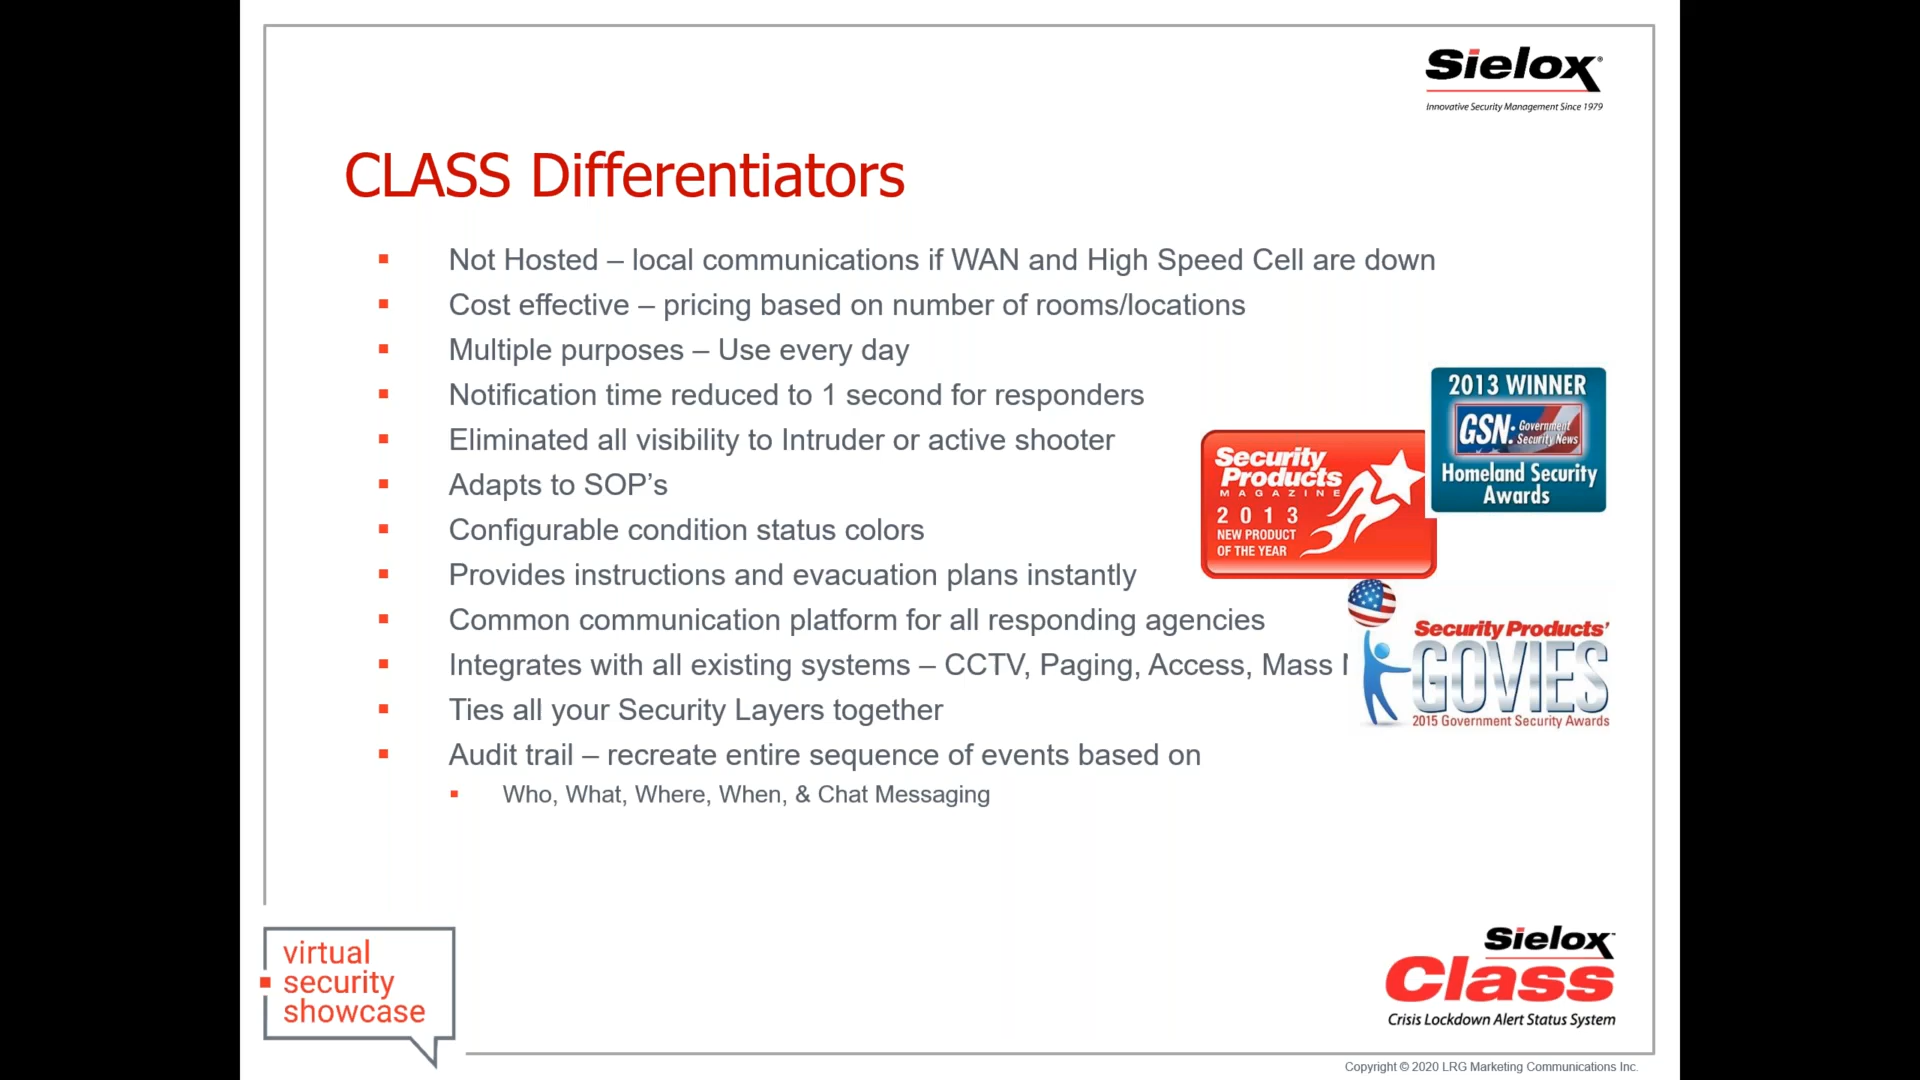 Sielox
Innovative Security Management Since 1979
CLASS Differentiators
Not Hosted – local communications if WAN and High Speed Cell are down
Cost effective – pricing based on number of rooms/locations
Multiple purposes – Use every day
Notification time reduced to 1 second for responders
Eliminated all visibility to Intruder or active shooter
Adapts to SOP's
Configurable condition status colors
Provides instructions and evacuation plans instantly
Common communication platform for all responding agencies
Integrates with all existing systems – CCTV, Paging, Access, Mass
Ties all your Security Layers together
Audit trail – recreate entire sequence of events based on
Who, What, Where, When, & Chat Messaging
2013 WINNER
GSN: Government
Security News
Homeland Security
Awards
Security
Products
MAGAZINE
2013
NEW PRODUCT
OF THE YEAR
Security Products'
GOVIES
2015 Government Security Awards
virtual
security
showcase
Sielox
Class
Crisis Lockdown Alert Status System
Copyright © 2020 LRG Marketing Communications Inc.